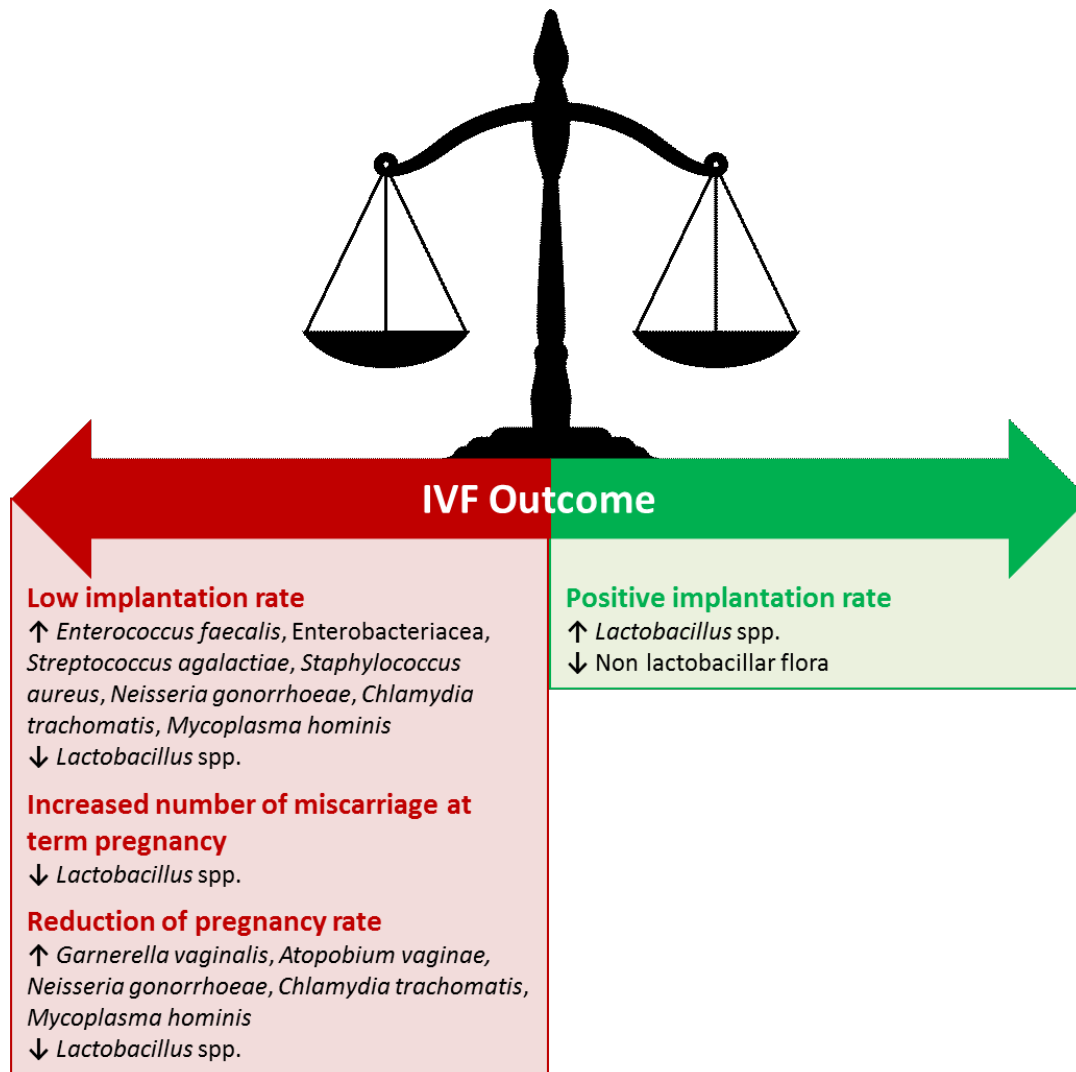 IVF Outcome
Low implantation rate
↑ Enterococcus faecalis, Enterobacteriacea,
Streptococcus agalactiae, Staphylococcus
aureus, Neisseria gonorrhoeae, Chlamydia
trachomatis, Mycoplasma hominis
↓ Lactobacillus spp.
Increased number of miscarriage at
term pregnancy
↓ Lactobacillus spp.
Reduction of pregnancy rate
↑ Garnerella vaginalis, Atopobium vaginae,
Neisseria gonorrhoeae, Chlamydia trachomatis,
Mycoplasma hominis
↓ Lactobacillus spp.
Positive implantation rate
↑ Lactobacillus spp.
↓ Non lactobacillar flora